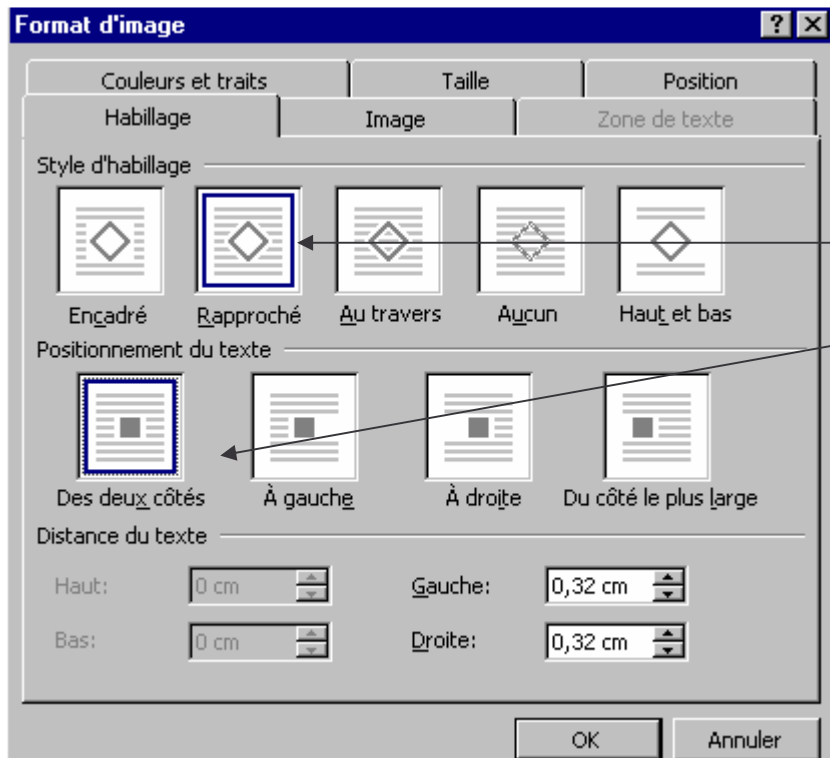 Format d'image
Couleurs et traits Taille Position
Habillage Image Zone de texte
Style d'habillage
Encadré Rapproché Au travers Aucun Haut et bas
Positionnement du texte
Des deux côtés À gauche À droite Du côté le plus large
Distance du texte
Haut: 0 cm Gauche: 0,32 cm
Bas: 0 cm Droite: 0,32 cm
OK Annuler